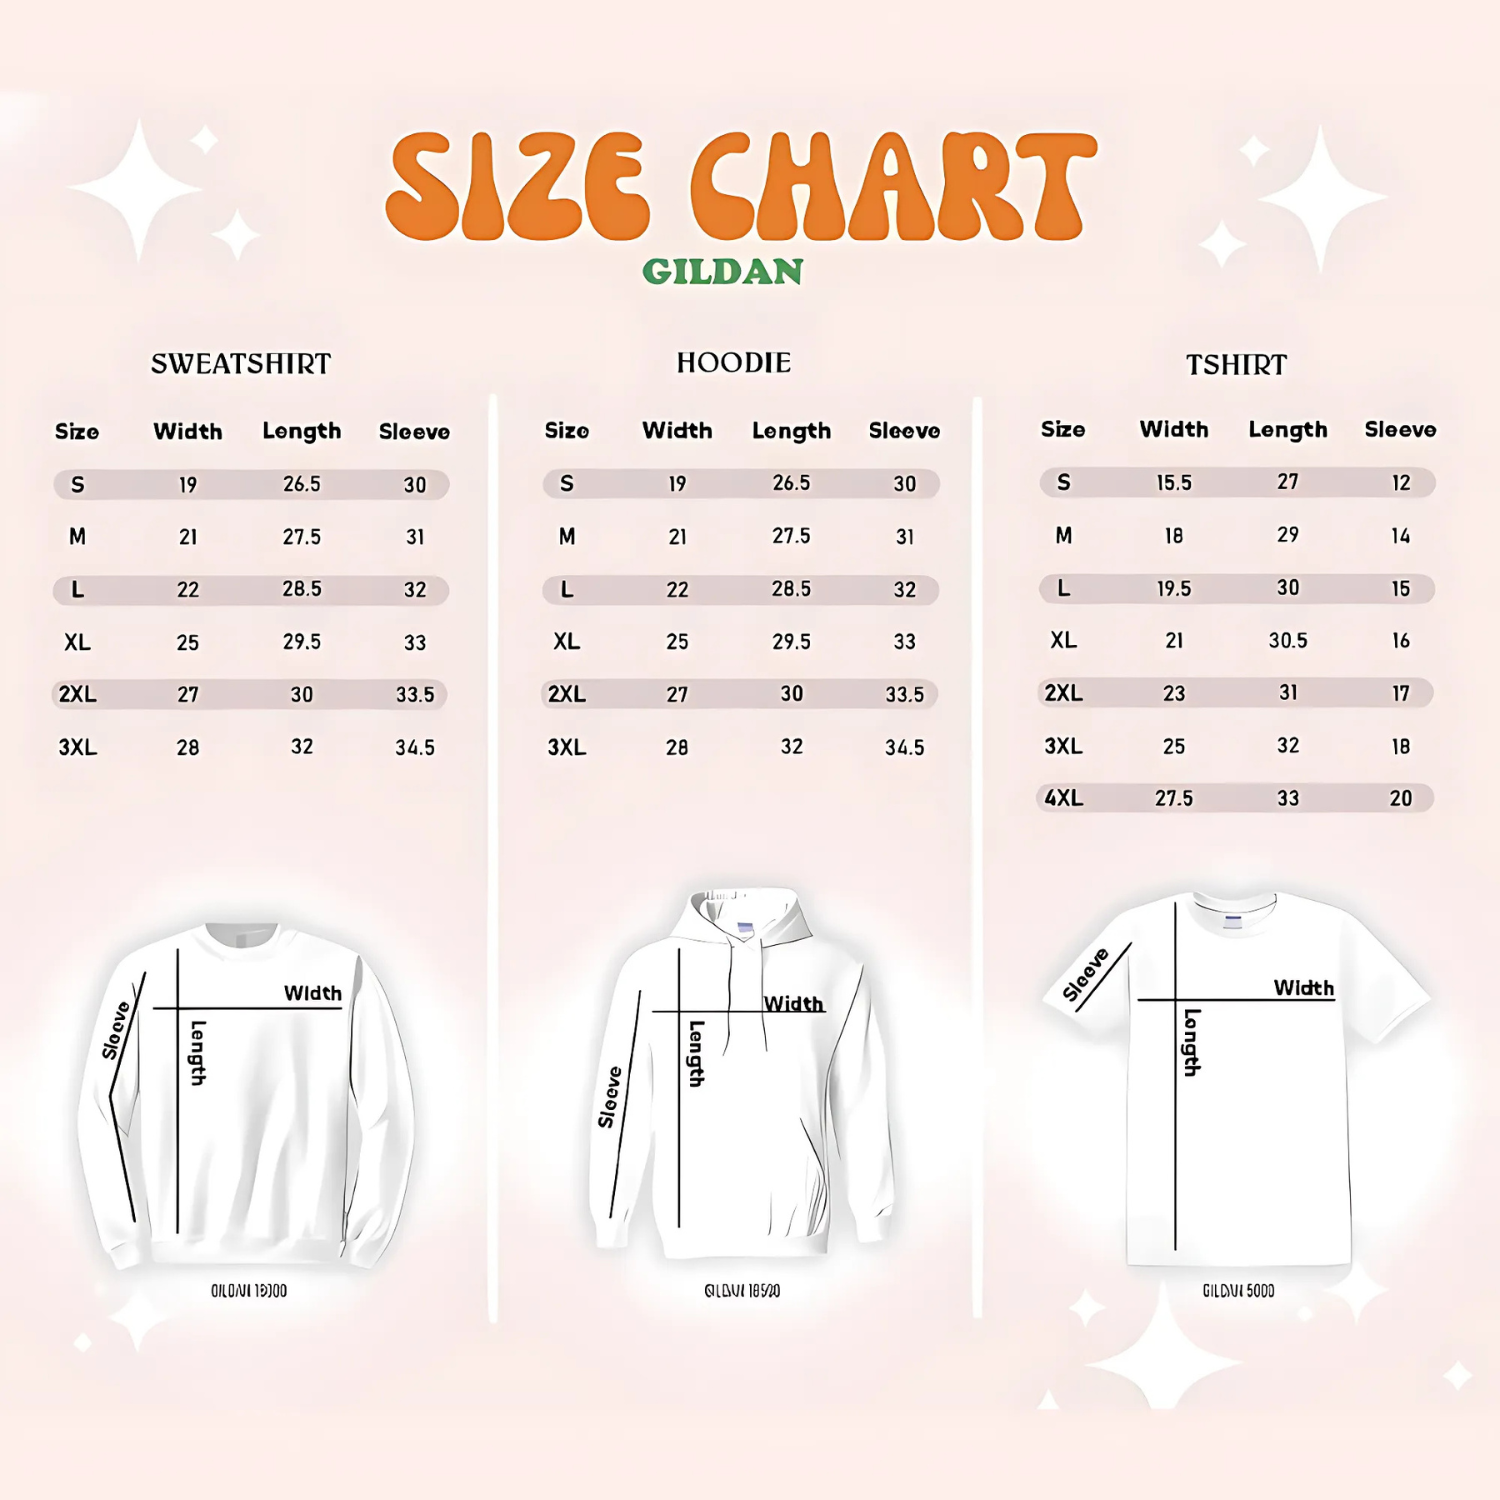 SIZE CHART
GILDAN
SWEATSHIRT
Size Width Length Sleeve
S 19 26.5 30
M 21 27.5 31
L 22 28.5 32
XL 25 29.5 33
2XL 27 30 33.5
3XL 28 32 34.5
Sleeve
Width
Length
HOODIE
Size Width Length Sleeve
S 19 26.5 30
M 21 27.5 31
L 22 28.5 32
XL 25 29.5 33
2XL 27 30 33.5
3XL 28 32 34.5
Sleeve
Width
Length
TSHIRT
Size Width Length Sleeve
S 15.5 27 12
M 18 29 14
L 19.5 30 15
XL 21 30.5 16
2XL 23 31 17
3XL 25 32 18
4XL 27.5 33 20
Sleeve
Width
Length
5000